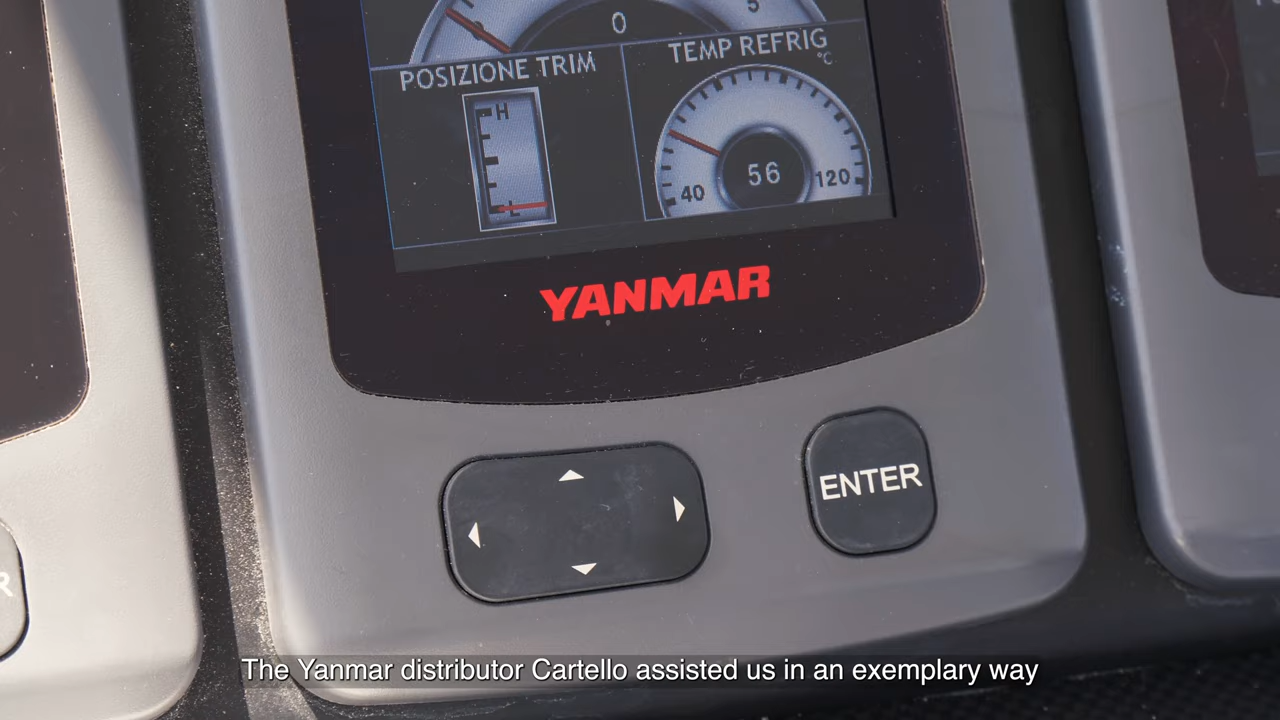 0
5
POSIZIONE TRIM
TEMP REFRIG
°C
H
L
56
40
120
YANMAR
ENTER
R
The Yanmar distributor Cartello assisted us in an exemplary way